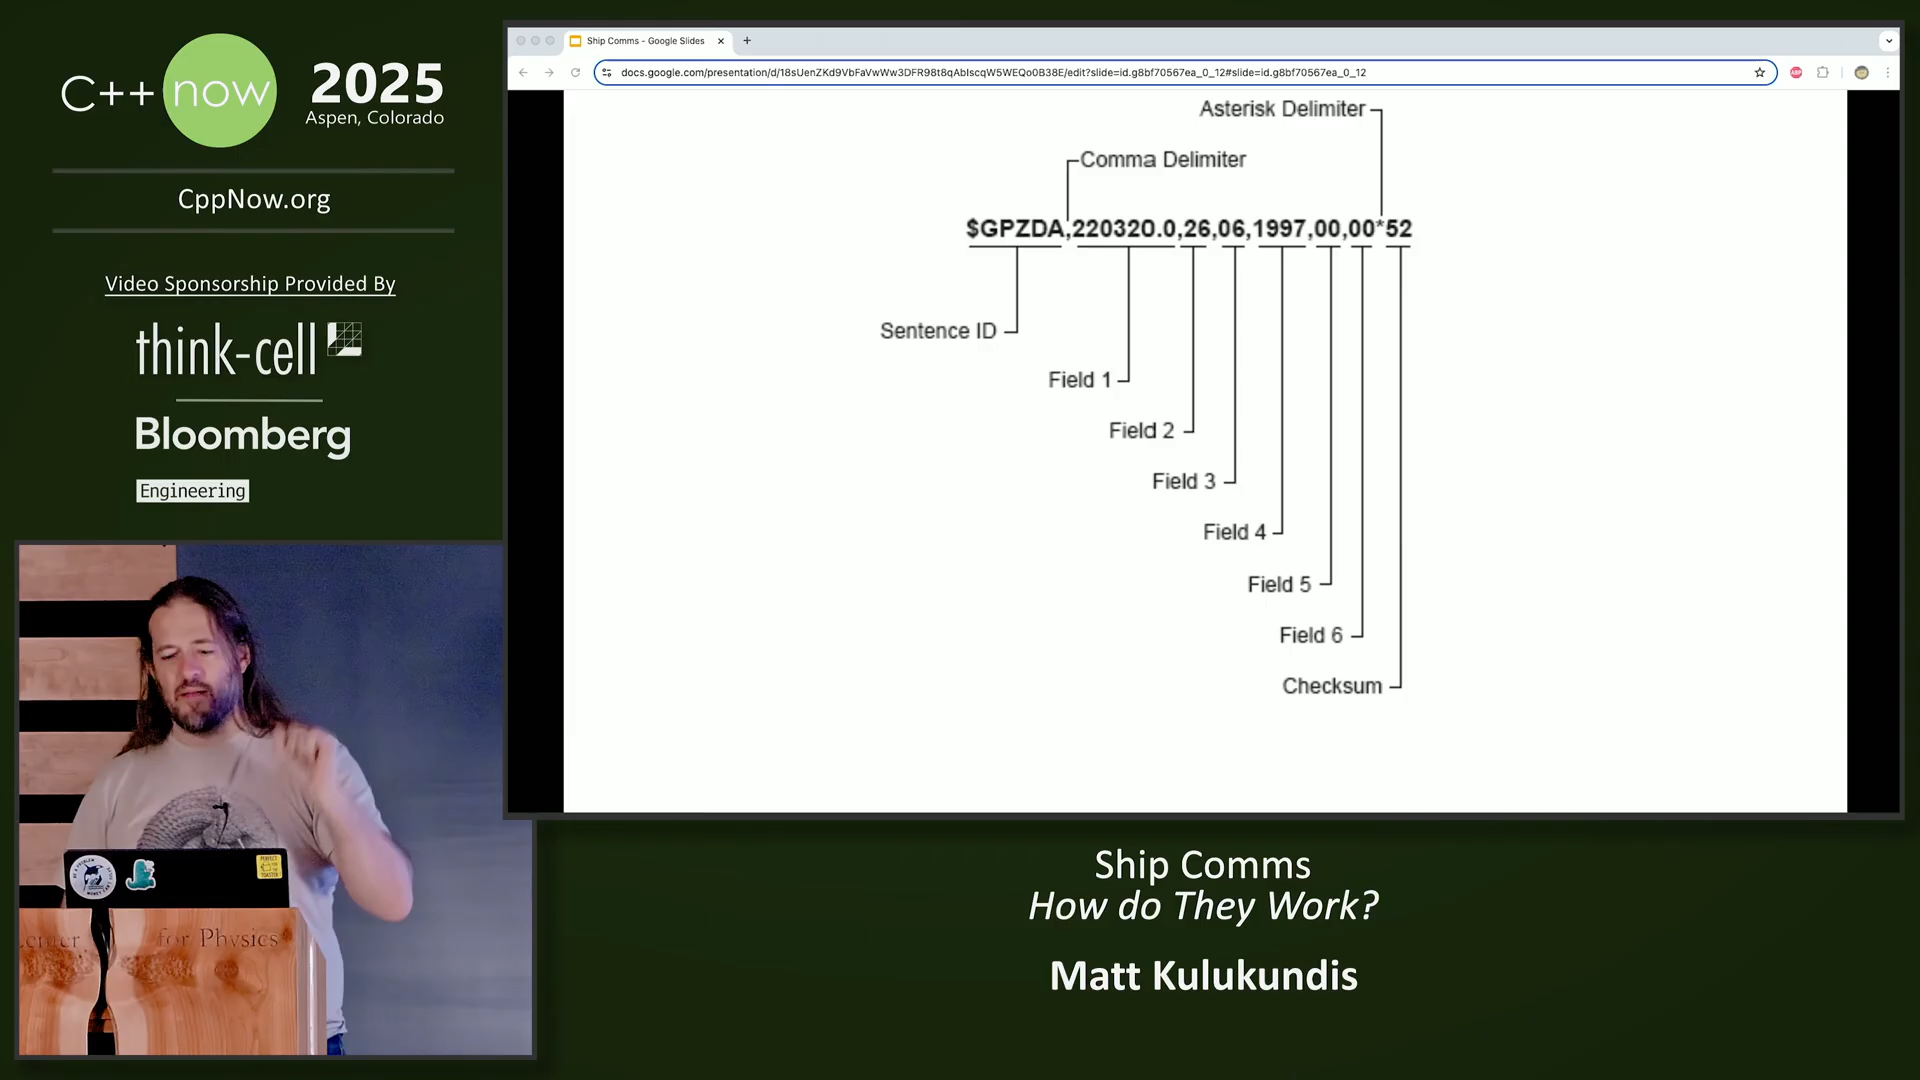 C++ now
2025
Aspen, Colorado
CppNow.org
Video Sponsorship Provided By
think-cell
Bloomberg
Engineering
Ship Comms - Google Slides
docs.google.com/presentation/d/18sUenZKd9VbFaVwWw3DFR98t8qAbIscqW5WEQo0B38E/edit?slide=id.g8bf70567ea_0_12#slide=id.g8bf70567ea_0_12
ABP
Asterisk Delimiter
Comma Delimiter
$GPZDA,220320.0,26,06,1997,00,00*52
Sentence ID
Field 1
Field 2
Field 3
Field 4
Field 5
Field 6
Checksum
PERFECT
TOASTER
for Physics
Ship Comms
How do They Work?
Matt Kulukundis